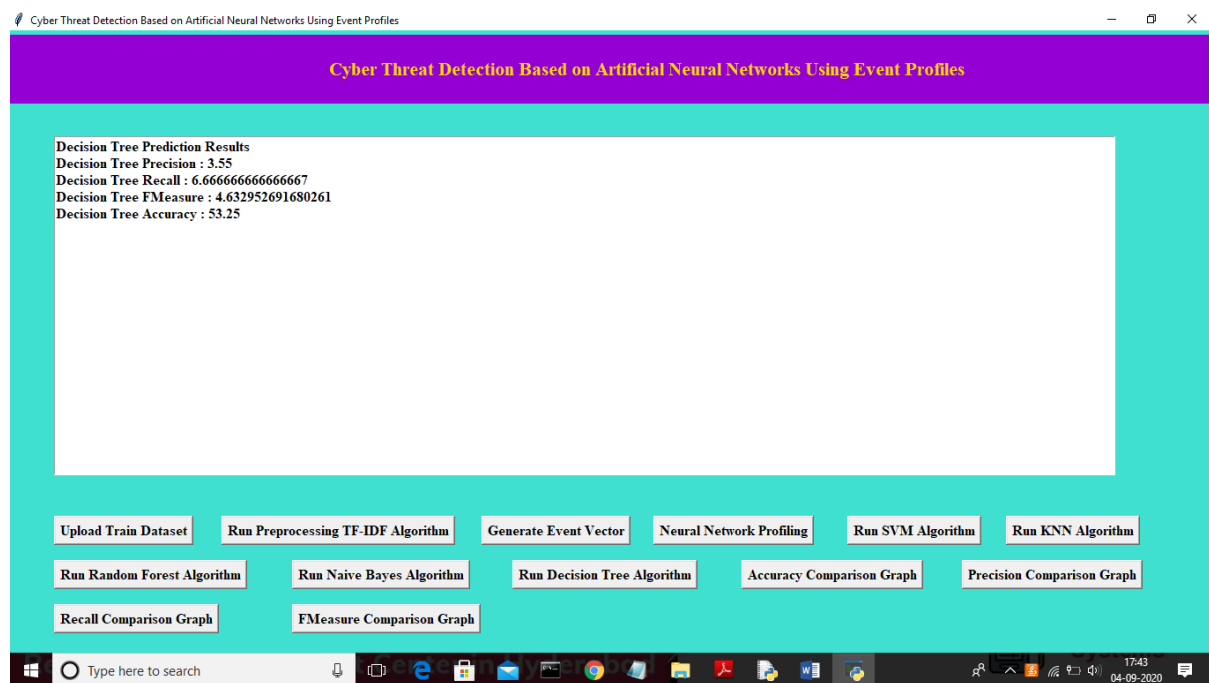 Cyber Threat Detection Based on Artificial Neural Networks Using Event Profiles
Cyber Threat Detection Based on Artificial Neural Networks Using Event Profiles
Decision Tree Prediction Results
Decision Tree Precision : 3.55
Decision Tree Recall : 6.666666666666667
Decision Tree FMeasure : 4.632952691680261
Decision Tree Accuracy : 53.25
Upload Train Dataset Run Preprocessing TF-IDF Algorithm Generate Event Vector Neural Network Profiling Run SVM Algorithm Run KNN Algorithm
Run Random Forest Algorithm Run Naive Bayes Algorithm Run Decision Tree Algorithm Accuracy Comparison Graph Precision Comparison Graph
Recall Comparison Graph FMeasure Comparison Graph
Type here to search
17:43
04-09-2020